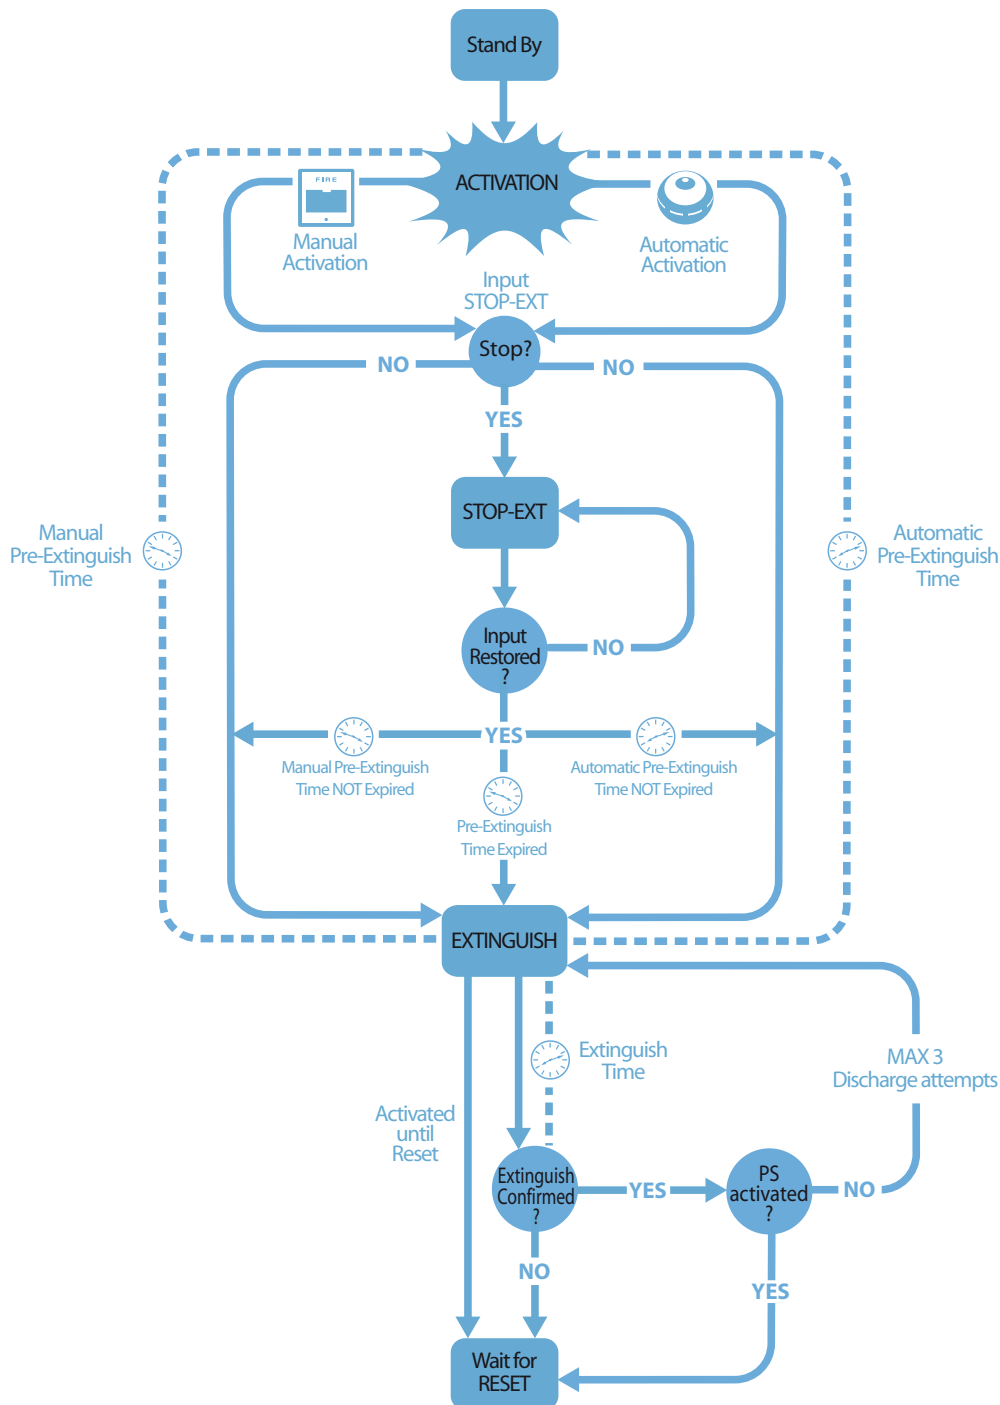 Stand By
ACTIVATION
FIRE
Manual
Activation
Automatic
Activation
Input
STOP-EXT
Stop?
NO
NO
YES
STOP-EXT
Manual
Pre-Extinguish
Time
Automatic
Pre-Extinguish
Time
Input
Restored
?
NO
YES
Manual Pre-Extinguish
Time NOT Expired
Automatic Pre-Extinguish
Time NOT Expired
Pre-Extinguish
Time Expired
EXTINGUISH
Extinguish
Time
MAX 3
Discharge attempts
Activated
until
Reset
Extinguish
Confirmed
?
YES
PS
activated
?
NO
NO
YES
Wait for
RESET